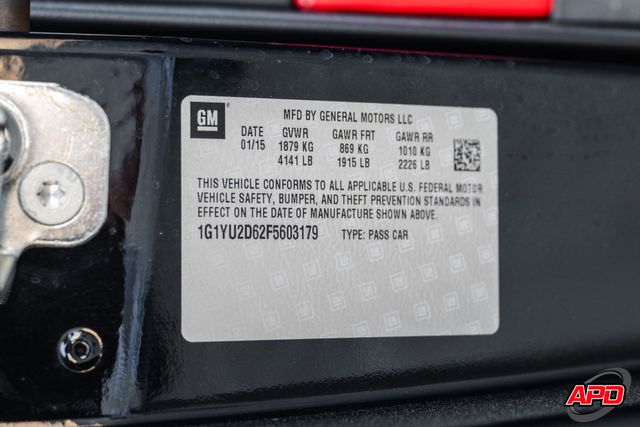 GM
MFD BY GENERAL MOTORS LLC
DATE GVWR GAWR FRT GAWR RR
01/15 1879 KG 869 KG 1010 KG
4141 LB 1915 LB 2226 LB
THIS VEHICLE CONFORMS TO ALL APPLICABLE U.S. FEDERAL MOTOR
VEHICLE SAFETY, BUMPER, AND THEFT PREVENTION STANDARDS IN
EFFECT ON THE DATE OF MANUFACTURE SHOWN ABOVE.
1G1YU2D62F5603179 TYPE: PASS CAR
APD